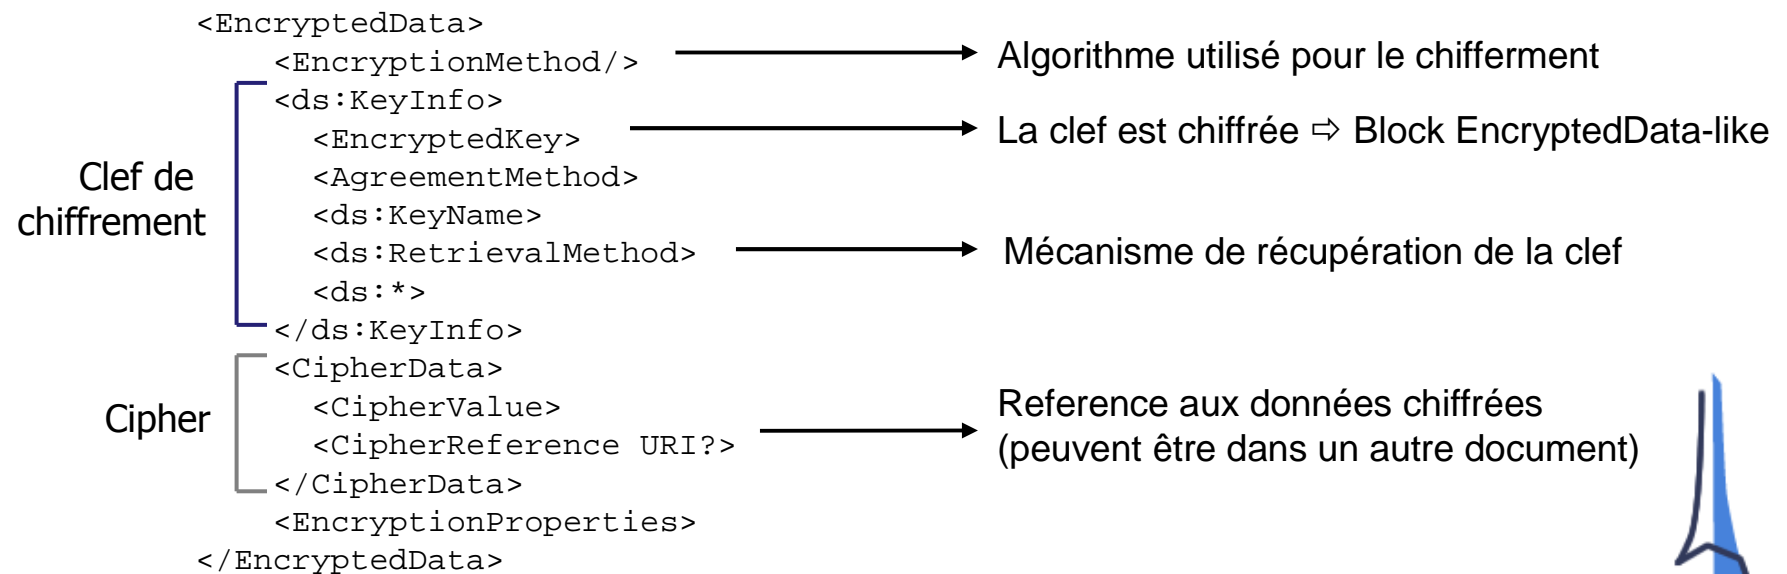 <EncryptedData>
<EncryptionMethod/>
Algorithme utilisé pour le chifferment
<ds:KeyInfo>
<EncryptedKey>
La clef est chiffrée ⇨ Block EncryptedData-like
Clef de
chiffrement
<AgreementMethod>
<ds:KeyName>
<ds:RetrievalMethod>
Mécanisme de récupération de la clef
<ds:*>
</ds:KeyInfo>
<CipherData>
Cipher
<CipherValue>
<CipherReference URI?>
Reference aux données chiffrées
(peuvent être dans un autre document)
</CipherData>
<EncryptionProperties>
</EncryptedData>